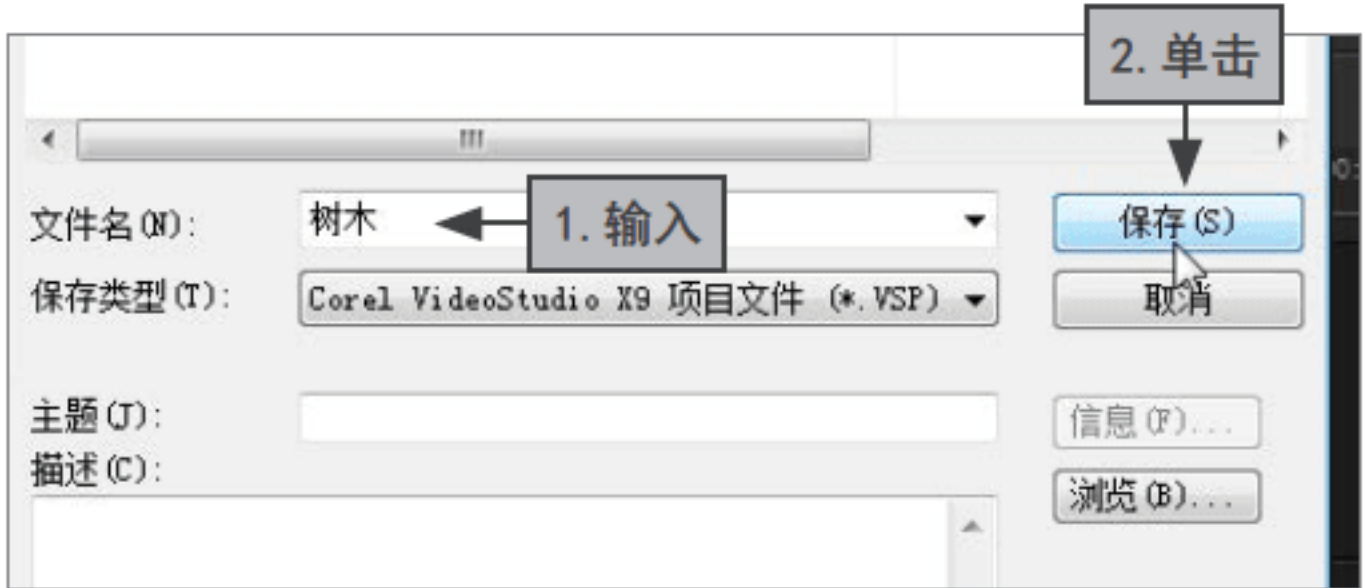 2. 单击
文件名(N):
树木
1. 输入
保存(S)
保存类型(T):
Corel VideoStudio X9 项目文件 (*.VSP)
取消
主题(J):
信息(F)...
描述(C):
浏览(B)...